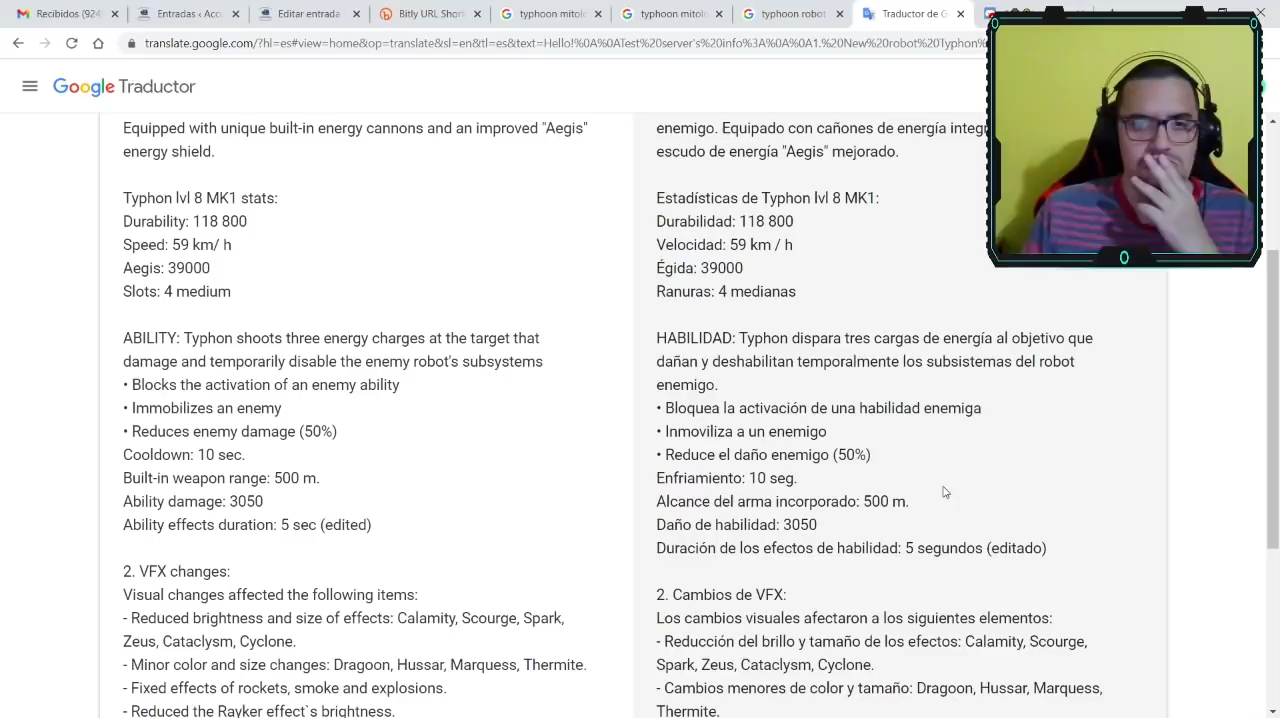 Recibidos (924
Centro de m
Centro de m
Bitly URL Short
Typhoon mitolo
typhoon mitolo
typhoon mito
Traductor de G
translate.google.com/?hl=a#view=home&op=translate&sl=en&tl=es&text=Hello!%0A%0ATest%20server's%20info%3A%0A%0A1.%20New%20robot%20Typhon%
Google Traductor
Equipped with unique built-in energy cannons and an improved "Aegis"
energy shield.
Typhon lvl 8 MK1 stats:
Durability: 118 800
Speed: 59 km/ h
Aegis: 39000
Slots: 4 medium
ABILITY: Typhon shoots three energy charges at the target that
damage and temporarily disable the enemy robot's subsystems
• Blocks the activation of an enemy ability
• Immobilizes an enemy
• Reduces enemy damage (50%)
Cooldown: 10 sec.
Built-in weapon range: 500 m.
Ability damage: 3050
Ability effects duration: 5 sec (edited)
2. VFX changes:
Visual changes affected the following items:
- Reduced brightness and size of effects: Calamity, Scourge, Spark,
Zeus, Cataclysm, Cyclone.
- Minor color and size changes: Dragoon, Hussar, Marquess, Thermite.
- Fixed effects of rockets, smoke and explosions.
- Reduced the Rayker effect`s brightness.
enemigo. Equipado con cañones de energía integ
escudo de energía "Aegis" mejorado.
Estadísticas de Typhon lvl 8 MK1:
Durabilidad: 118 800
Velocidad: 59 km / h
Égida: 39000
Ranuras: 4 medianas
HABILIDAD: Typhon dispara tres cargas de energía al objetivo que
dañan y deshabilitan temporalmente los subsistemas del robot
enemigo.
• Bloquea la activación de una habilidad enemiga
• Inmoviliza a un enemigo
• Reduce el daño enemigo (50%)
Enfriamiento: 10 seg.
Alcance del arma incorporado: 500 m.
Daño de habilidad: 3050
Duración de los efectos de habilidad: 5 segundos (editado)
2. Cambios de VFX:
Los cambios visuales afectaron a los siguientes elementos:
- Reducción del brillo y tamaño de los efectos: Calamity, Scourge,
Spark, Zeus, Cataclysm, Cyclone.
- Cambios menores de color y tamaño: Dragoon, Hussar, Marquess,
Thermite.